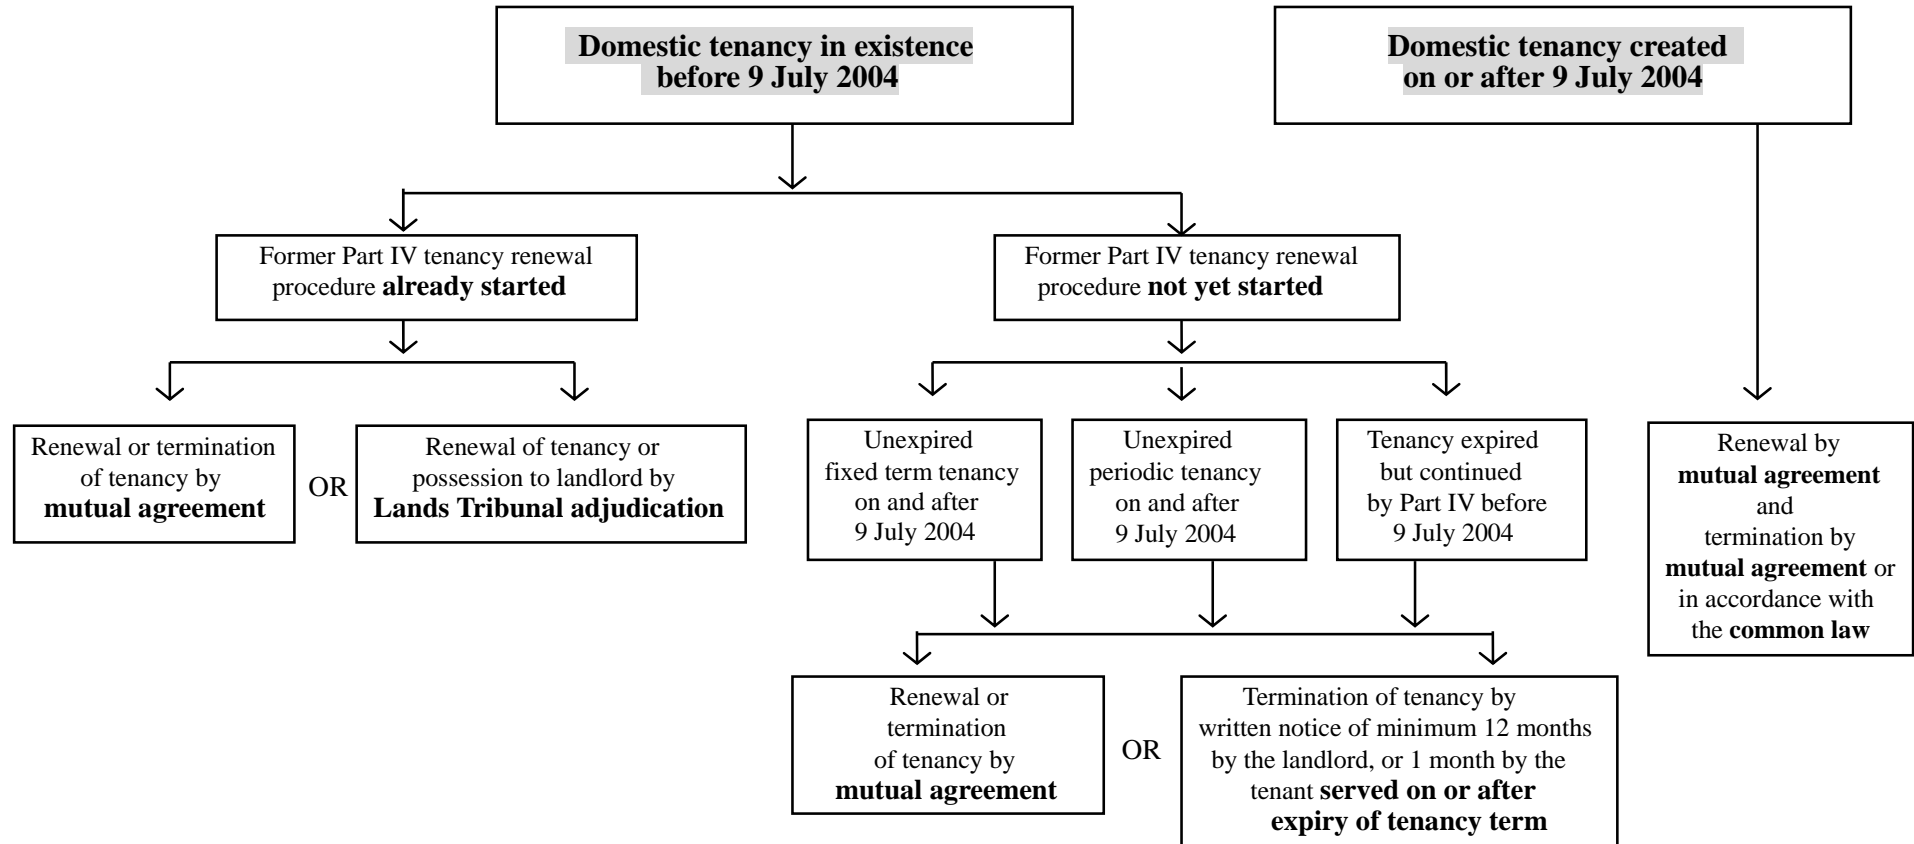 Domestic tenancy in existence
before 9 July 2004
Domestic tenancy created
on or after 9 July 2004
Former Part IV tenancy renewal
procedure already started
Former Part IV tenancy renewal
procedure not yet started
Renewal or termination
of tenancy by
mutual agreement
OR
Renewal of tenancy or
possession to landlord by
Lands Tribunal adjudication
Unexpired
fixed term tenancy
on and after
9 July 2004
Unexpired
periodic tenancy
on and after
9 July 2004
Tenancy expired
but continued
by Part IV before
9 July 2004
Renewal by
mutual agreement
and
termination by
mutual agreement or
in accordance with
the common law
Renewal or
termination
of tenancy by
mutual agreement
OR
Termination of tenancy by
written notice of minimum 12 months
by the landlord, or 1 month by the
tenant served on or after
expiry of tenancy term